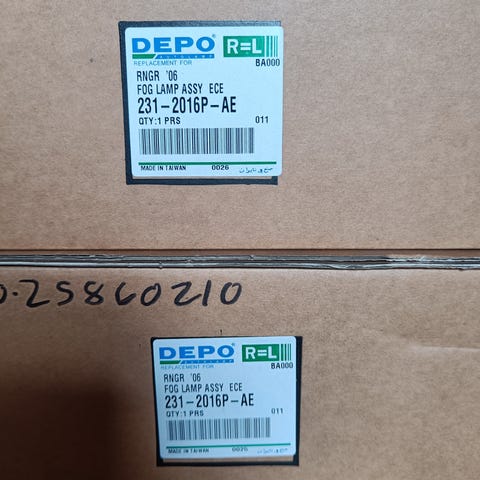 DEPO R=L
AUTOLAMP
REPLACEMENT FOR BA000
RNGR '06
FOG LAMP ASSY ECE
231-2016P-AE
QTY:1 PRS 011
MADE IN TAIWAN 0026
0.25860210
DEPO R=L
AUTOLAMP
REPLACEMENT FOR BA000
RNGR '06
FOG LAMP ASSY ECE
231-2016P-AE
QTY:1 PRS 011
MADE IN TAIWAN 0026